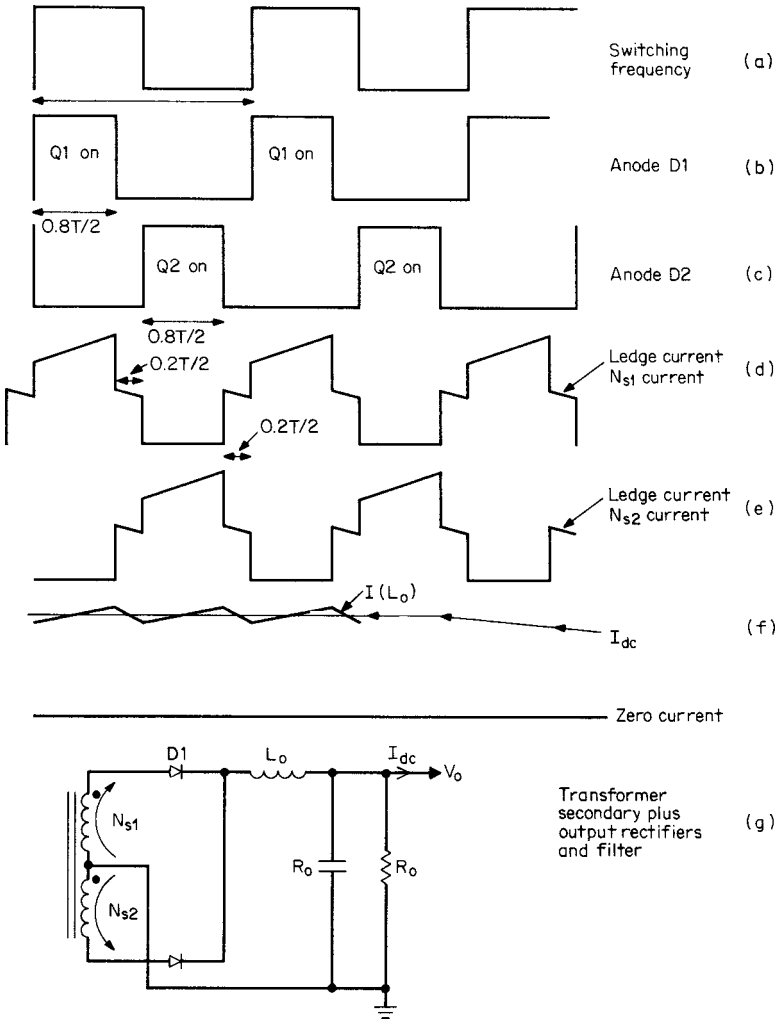 Switching
frequency
(a)
Q1 on
Q1 on
Anode D1
(b)
0.8T/2
Q2 on
Q2 on
Anode D2
(c)
0.8T/2
0.2T/2
Ledge current
Ns1 current
(d)
0.2T/2
Ledge current
Ns2 current
(e)
I(Lo)
Idc
(f)
Zero current
D1
Lo
Idc
Vo
Ns1
Ns2
Ro
Ro
Transformer
secondary plus
output rectifiers
and filter
(g)